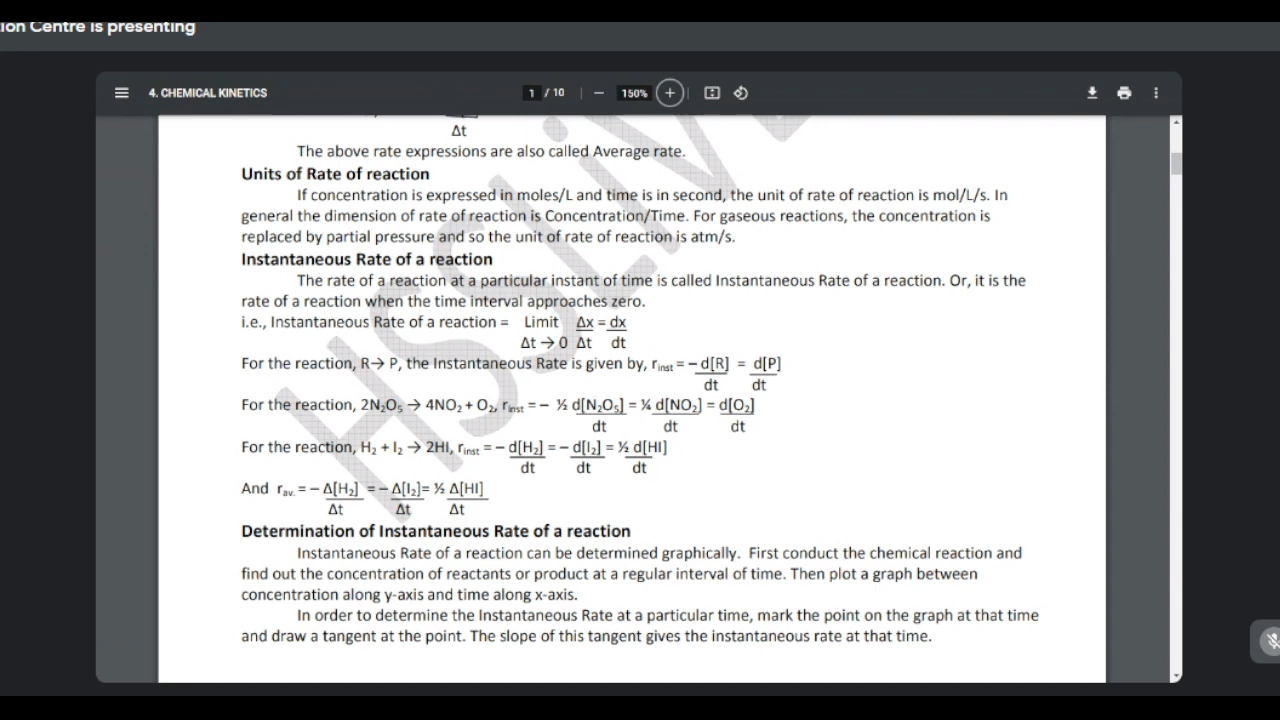 ion Centre is presenting
4. CHEMICAL KINETICS
1 / 10
150%
Δt
The above rate expressions are also called Average rate.
Units of Rate of reaction
If concentration is expressed in moles/L and time is in second, the unit of rate of reaction is mol/L/s. In
general the dimension of rate of reaction is Concentration/Time. For gaseous reactions, the concentration is
replaced by partial pressure and so the unit of rate of reaction is atm/s.
Instantaneous Rate of a reaction
The rate of a reaction at a particular instant of time is called Instantaneous Rate of a reaction. Or, it is the
rate of a reaction when the time interval approaches zero.
i.e., Instantaneous Rate of a reaction = Limit Δx = dx
Δt → 0 Δt dt
For the reaction, R→ P, the Instantaneous Rate is given by, rinst = − d[R] = d[P]
dt dt
For the reaction, 2N₂O₅ → 4NO₂ + O₂, rinst = − ½ d[N₂O₅] = ¼ d[NO₂] = d[O₂]
dt dt dt
For the reaction, H₂ + I₂ → 2HI, rinst = − d[H₂] = − d[I₂] = ½ d[HI]
dt dt dt
And rav. = − Δ[H₂] = − Δ[I₂]= ½ Δ[HI]
Δt Δt Δt
Determination of Instantaneous Rate of a reaction
Instantaneous Rate of a reaction can be determined graphically. First conduct the chemical reaction and
find out the concentration of reactants or product at a regular interval of time. Then plot a graph between
concentration along y-axis and time along x-axis.
In order to determine the Instantaneous Rate at a particular time, mark the point on the graph at that time
and draw a tangent at the point. The slope of this tangent gives the instantaneous rate at that time.
HSSLIVE